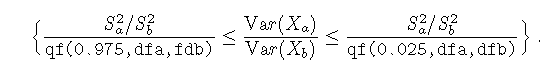 { S_a^2/S_b^2 / qf(0.975,dfa,fdb) ≤ Var(X_a) / Var(X_b) ≤ S_a^2/S_b^2 / qf(0.025,dfa,dfb) } .